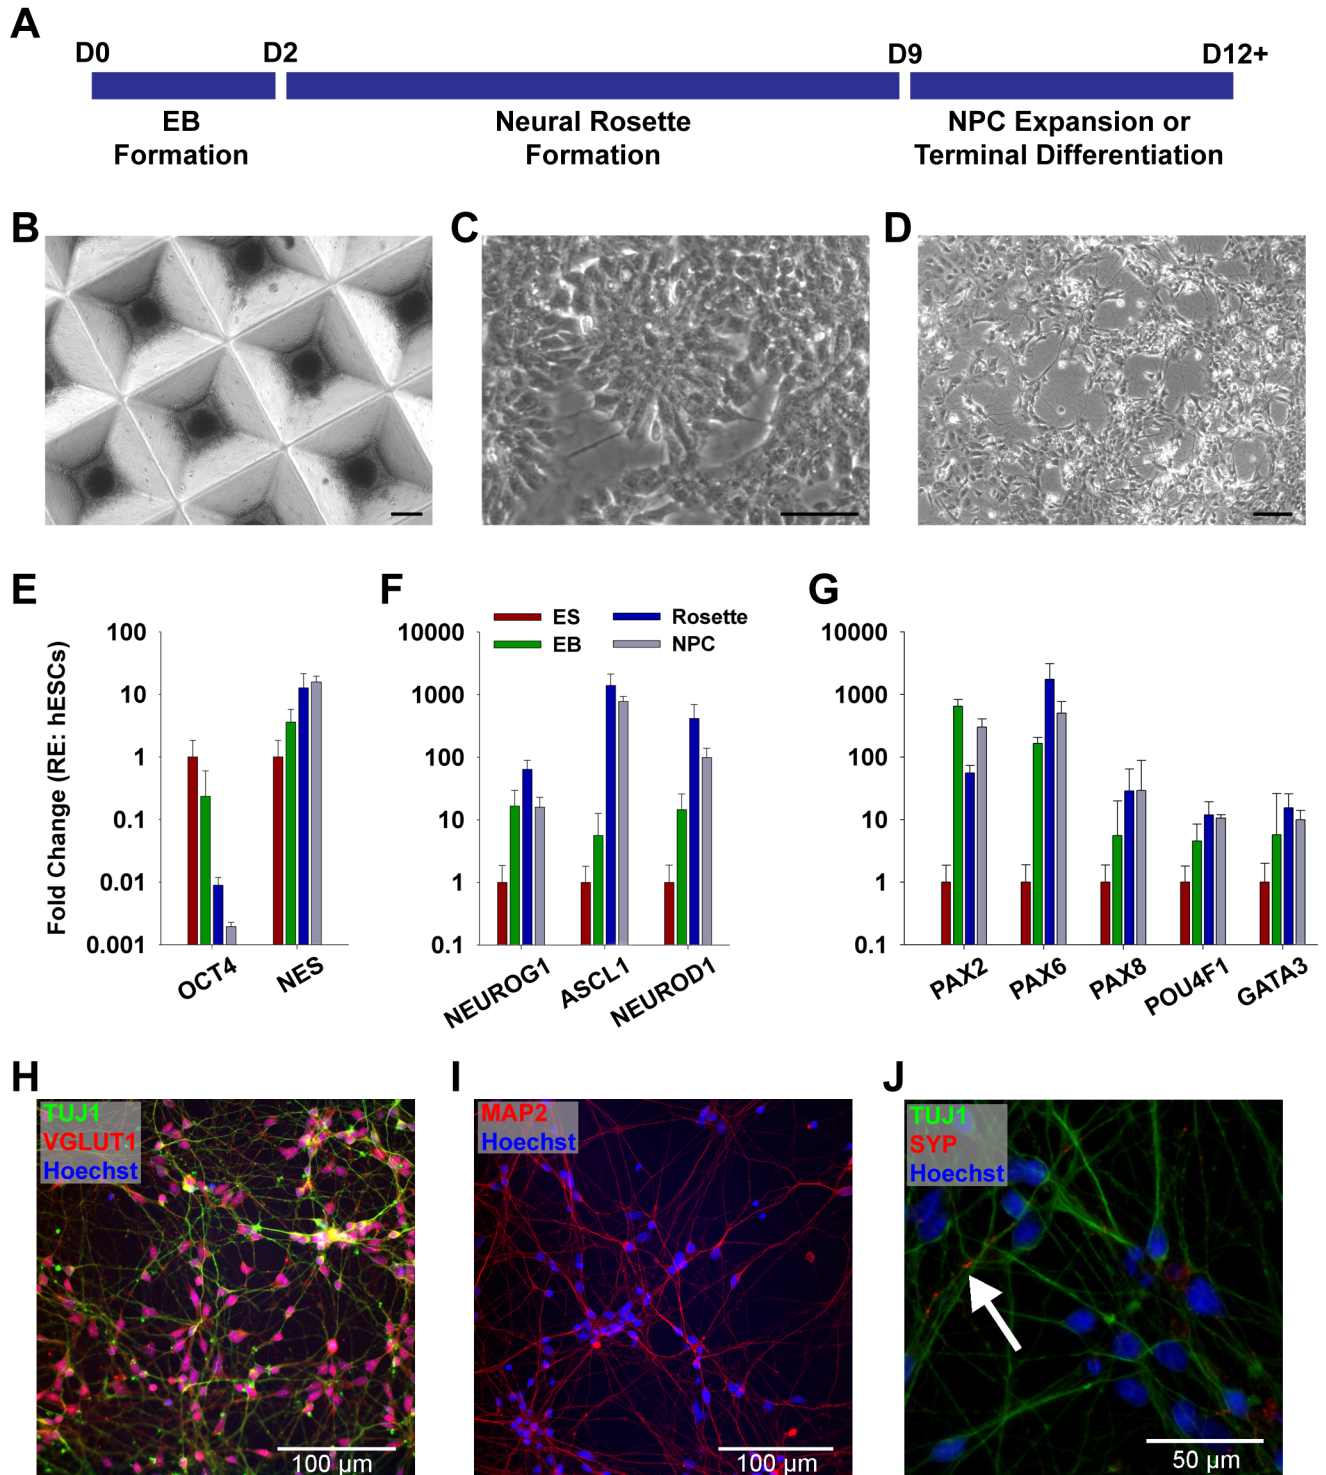 A
D0 D2 D9 D12+
EB
Formation
Neural Rosette
Formation
NPC Expansion or
Terminal Differentiation
B
C
D
E
Fold Change (RE: hESCs)
100
10
1
0.1
0.01
0.001
OCT4 NES
F
ES
EB
Rosette
NPC
10000
1000
100
10
1
0.1
NEUROG1 ASCL1 NEUROD1
G
10000
1000
100
10
1
0.1
PAX2 PAX6 PAX8 POU4F1 GATA3
H
TUJ1
VGLUT1
Hoechst
100 µm
I
MAP2
Hoechst
100 µm
J
TUJ1
SYP
Hoechst
50 µm